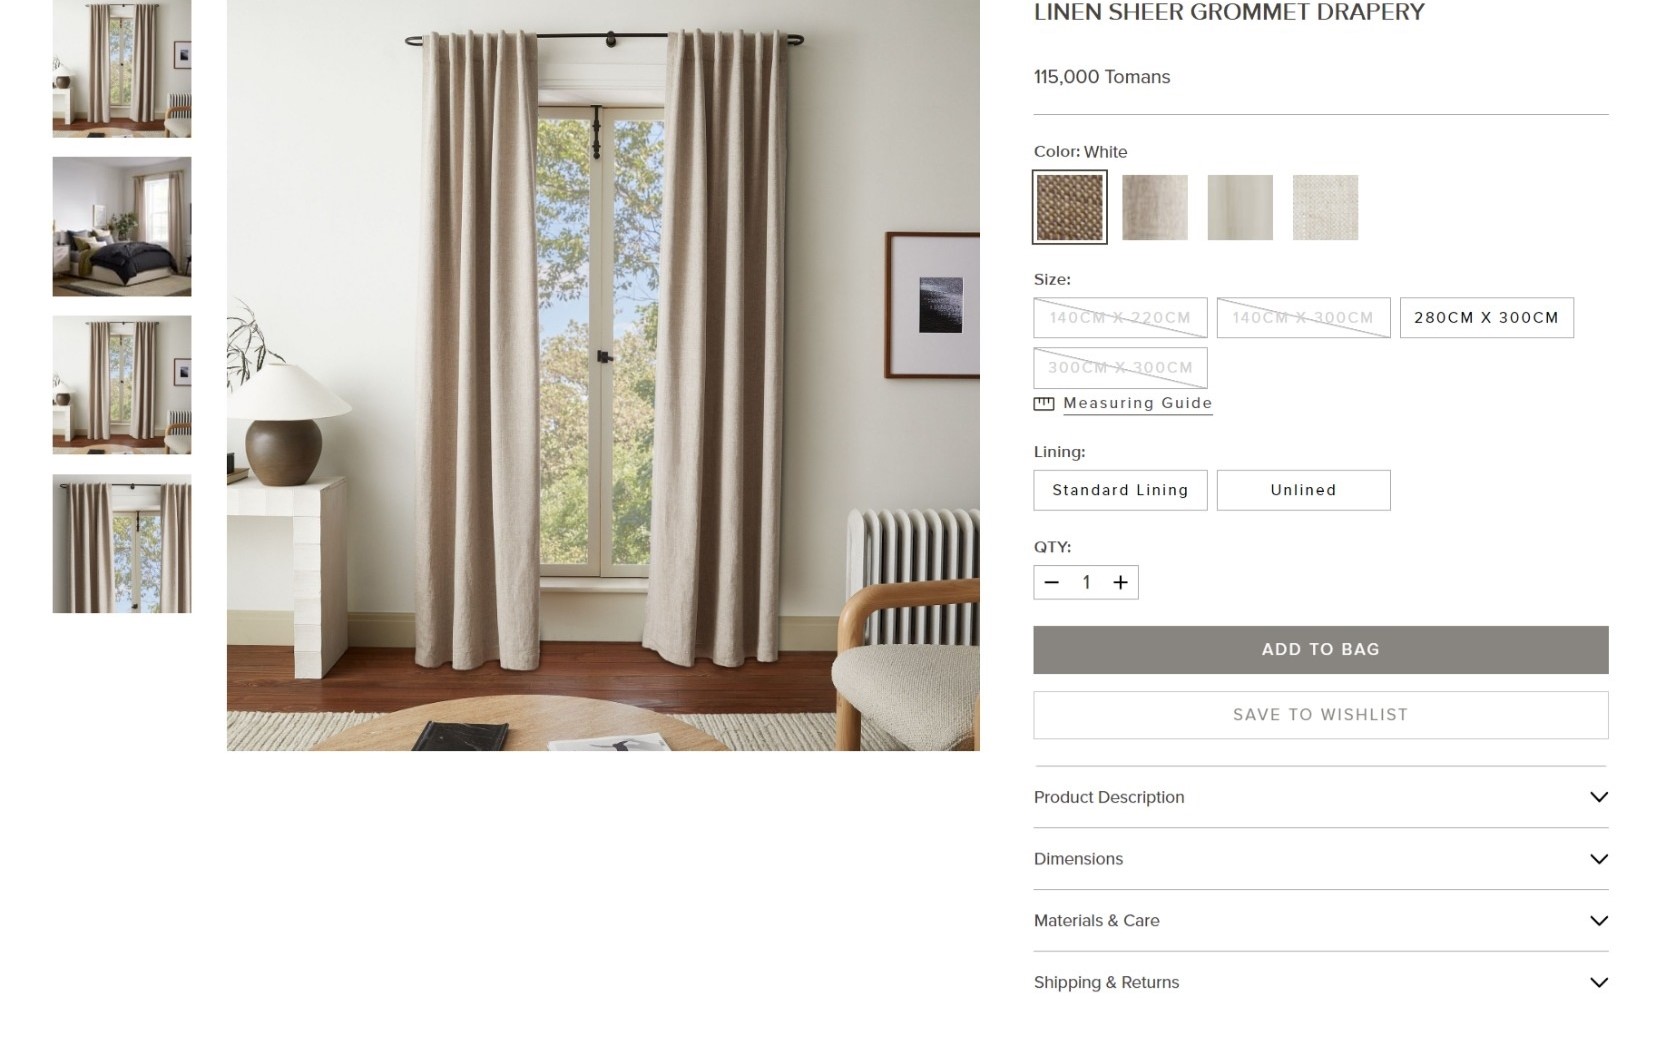 LINEN SHEER GROMMET DRAPERY
115,000 Tomans
Color: White
Size:
140CM X 220CM
140CM X 300CM
280CM X 300CM
300CM X 300CM
Measuring Guide
Lining:
Standard Lining
Unlined
QTY:
1
ADD TO BAG
SAVE TO WISHLIST
Product Description
Dimensions
Materials & Care
Shipping & Returns